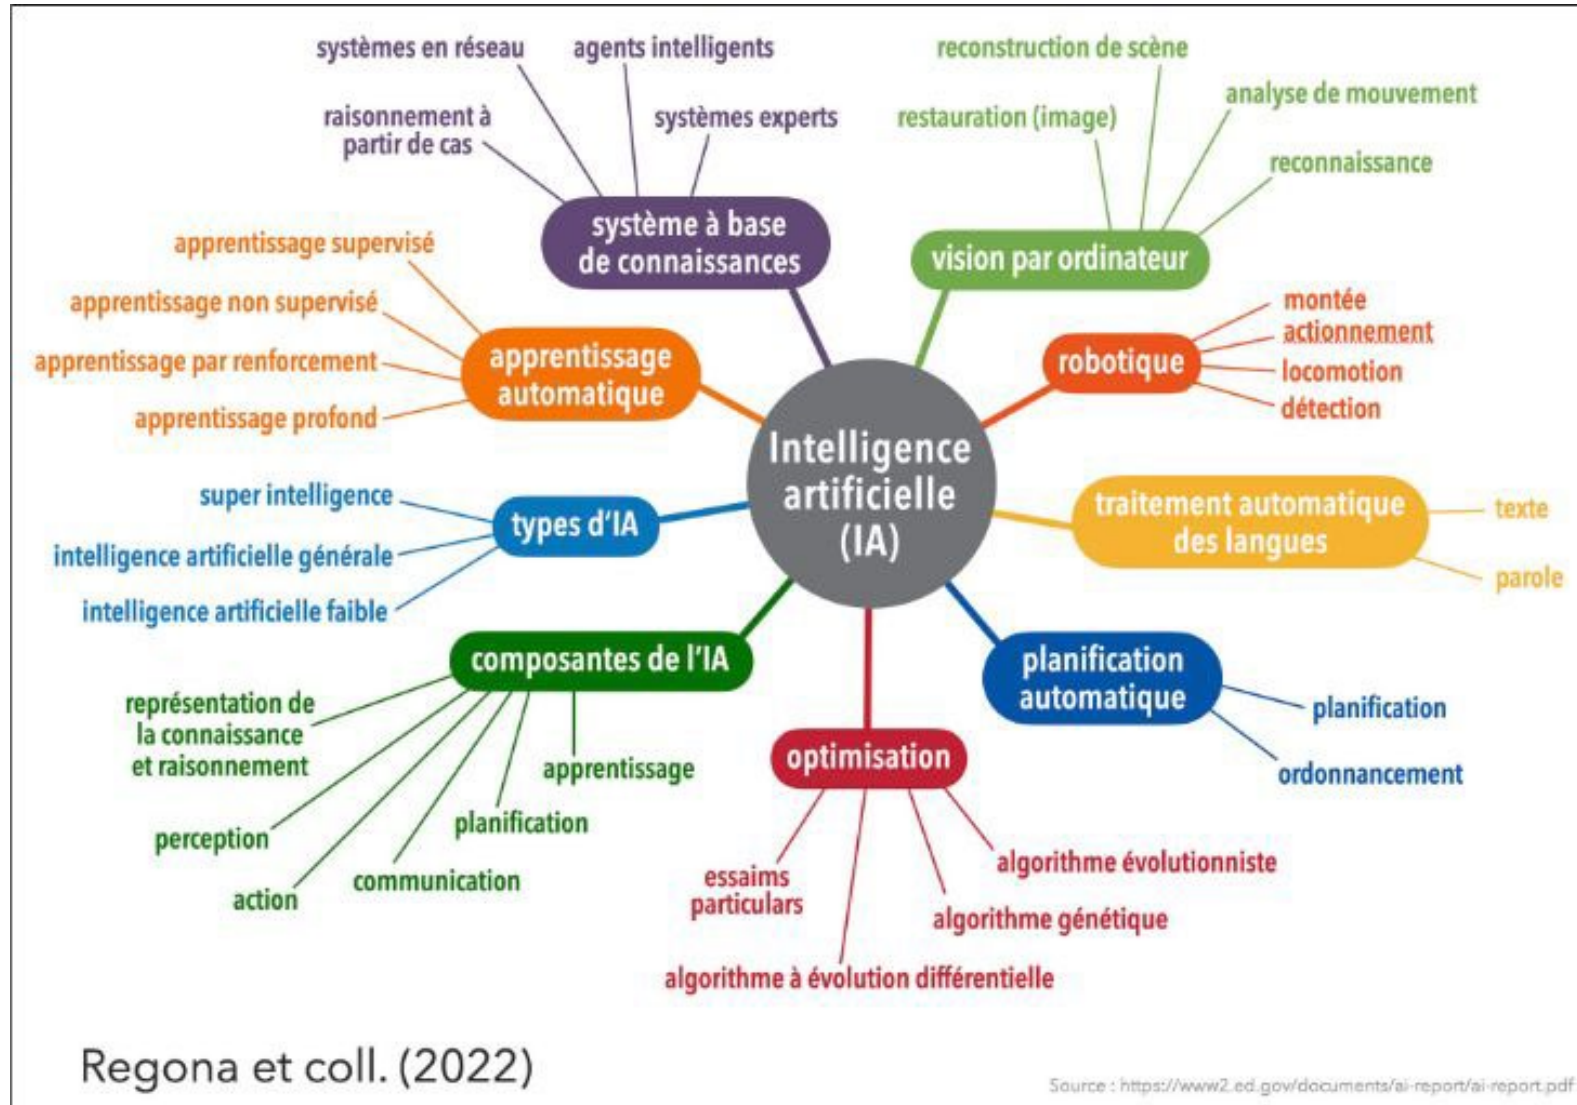 systèmes en réseau
agents intelligents
raisonnement à
partir de cas
systèmes experts
système à base
de connaissances
reconstruction de scène
analyse de mouvement
restauration (image)
reconnaissance
vision par ordinateur
apprentissage supervisé
apprentissage non supervisé
apprentissage par renforcement
apprentissage profond
apprentissage
automatique
montée
actionnement
locomotion
détection
robotique
Intelligence
artificielle
(IA)
super intelligence
intelligence artificielle générale
intelligence artificielle faible
types d'IA
traitement automatique
des langues
texte
parole
composantes de l'IA
représentation de
la connaissance
et raisonnement
perception
action
communication
planification
apprentissage
optimisation
essaims
particulars
algorithme à évolution différentielle
algorithme génétique
algorithme évolutionniste
planification
automatique
planification
ordonnancement
Regona et coll. (2022)
Source : https://www2.ed.gov/documents/ai-report/ai-report.pdf